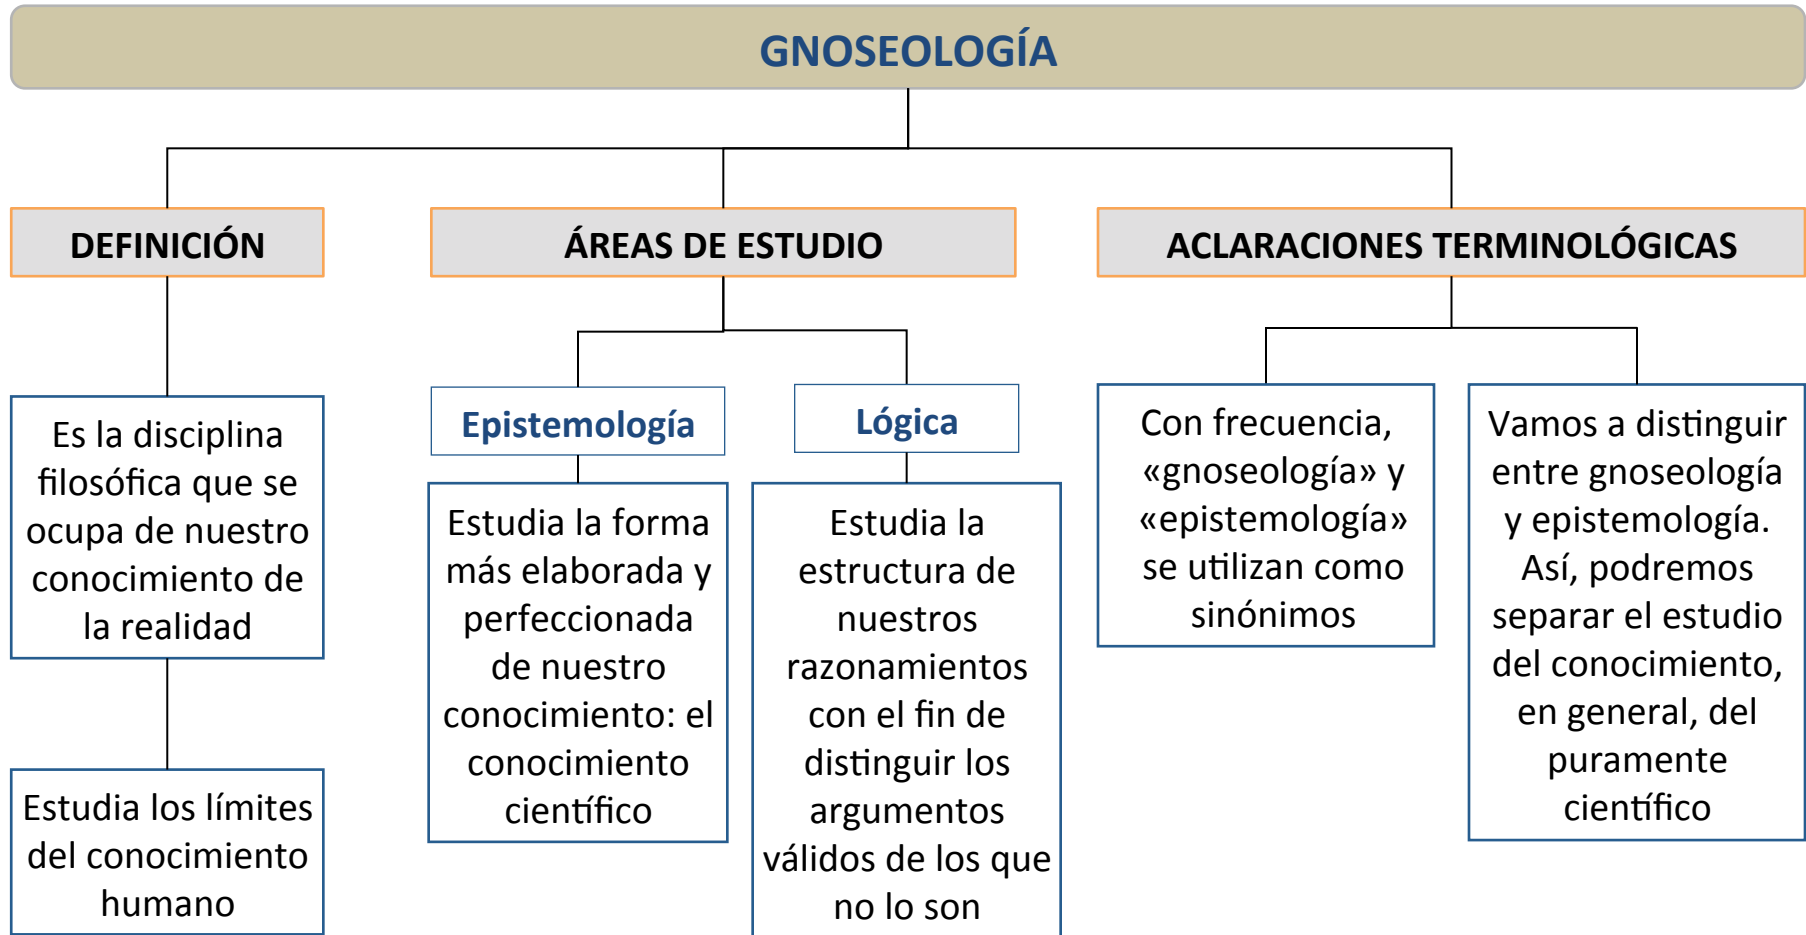 GNOSEOLOGÍA
DEFINICIÓN
Es la disciplina
filosófica que se
ocupa de nuestro
conocimiento de
la realidad
Estudia los límites
del conocimiento
humano
ÁREAS DE ESTUDIO
Epistemología
Estudia la forma
más elaborada y
perfeccionada
de nuestro
conocimiento: el
conocimiento
científico
Lógica
Estudia la
estructura de
nuestros
razonamientos
con el fin de
distinguir los
argumentos
válidos de los que
no lo son
ACLARACIONES TERMINOLÓGICAS
Con frecuencia,
«gnoseología» y
«epistemología»
se utilizan como
sinónimos
Vamos a distinguir
entre gnoseología
y epistemología.
Así, podremos
separar el estudio
del conocimiento,
en general, del
puramente
científico